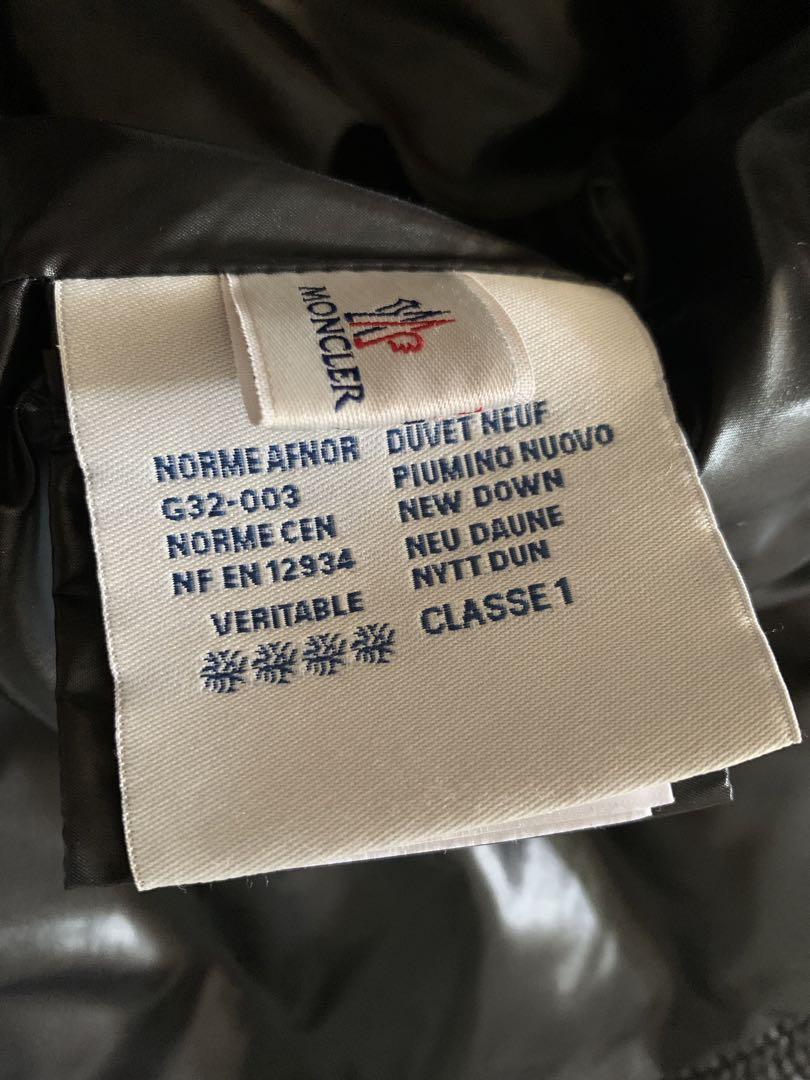 MONCLER
NORME AFNOR
G32-003
NORME CEN
NF EN 12934
VERITABLE
DUVET NEUF
PIUMINO NUOVO
NEW DOWN
NEU DAUNE
NYTT DUN
CLASSE 1